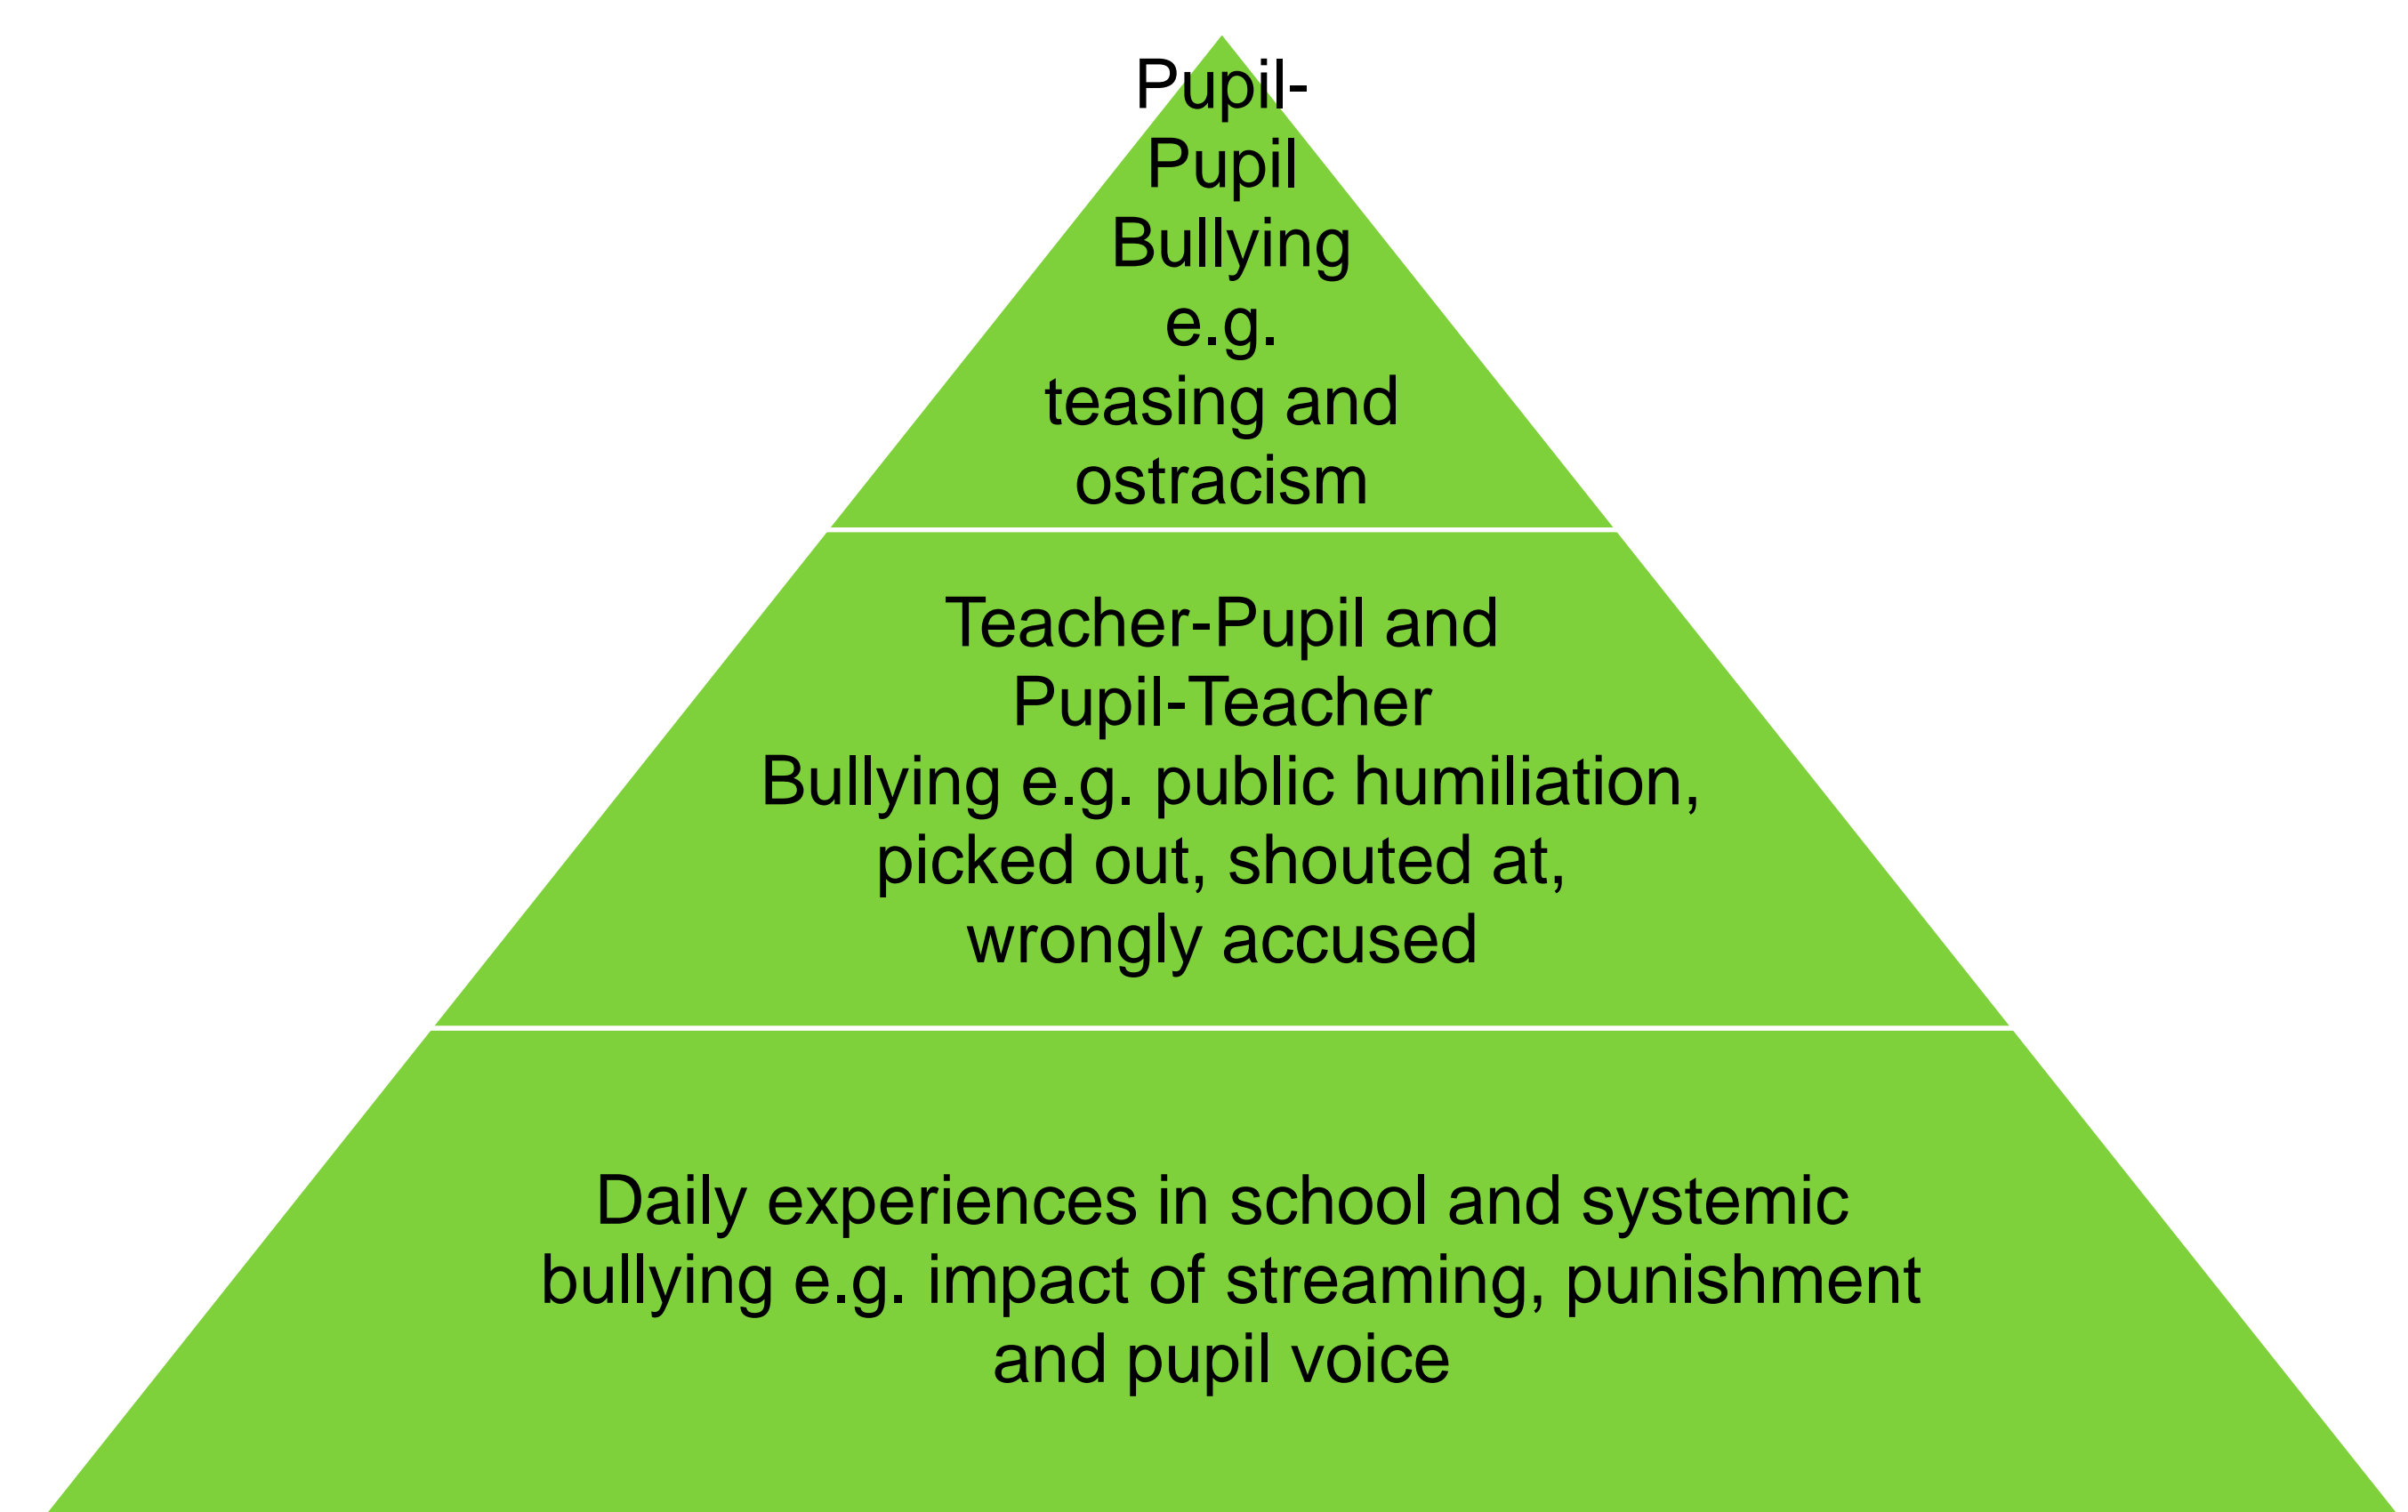 Pupil-
Pupil
Bullying
e.g.
teasing and
ostracism
Teacher-Pupil and
Pupil-Teacher
Bullying e.g. public humiliation,
picked out, shouted at,
wrongly accused
Daily experiences in school and systemic
bullying e.g. impact of streaming, punishment
and pupil voice